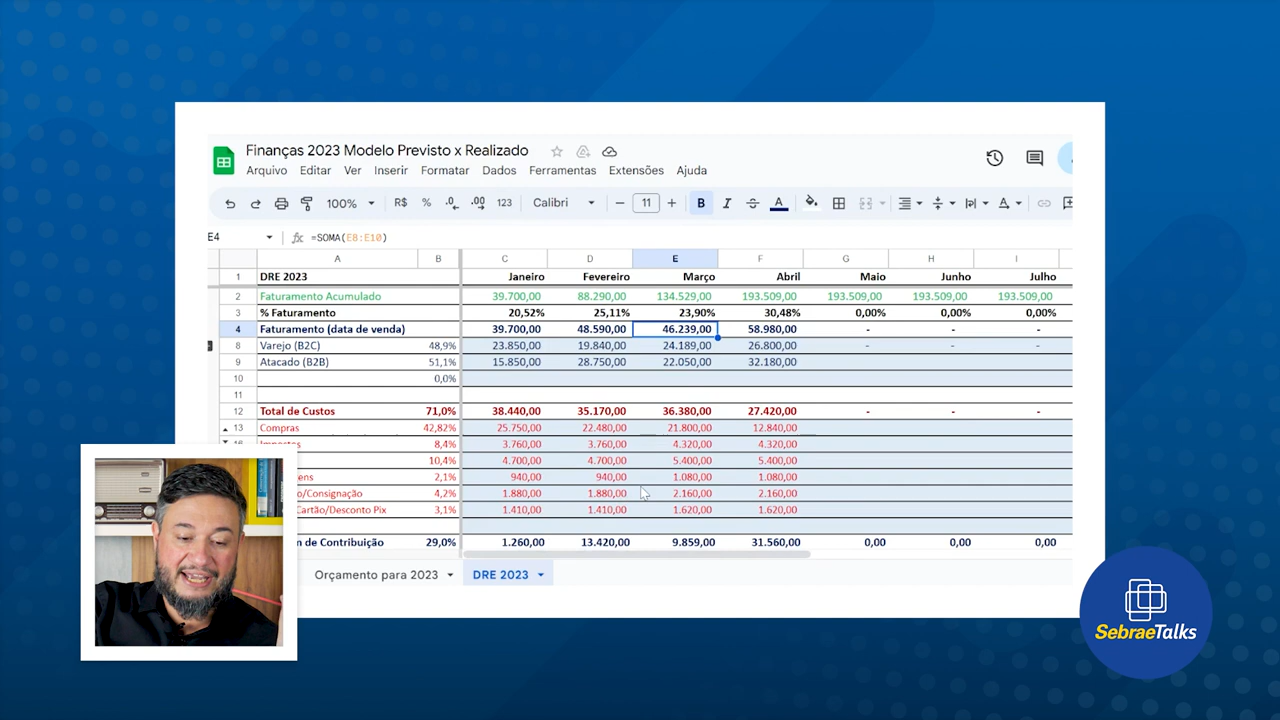 Finanças 2023 Modelo Previsto x Realizado
Arquivo Editar Ver Inserir Formatar Dados Ferramentas Extensões Ajuda
100% R$ % .0 .00 123 Calibri − 11 + B I S A
E4 fx =SOMA(E8:E10)
A B C D E F G H I
1 DRE 2023 Janeiro Fevereiro Março Abril Maio Junho Julho
2 Faturamento Acumulado 39.700,00 88.290,00 134.529,00 193.509,00 193.509,00 193.509,00 193.509,00
3 % Faturamento 20,52% 25,11% 23,90% 30,48% 0,00% 0,00% 0,00%
4 Faturamento (data de venda) 39.700,00 48.590,00 46.239,00 58.980,00 - - -
8 Varejo (B2C) 48,9% 23.850,00 19.840,00 24.189,00 26.800,00 - - -
9 Atacado (B2B) 51,1% 15.850,00 28.750,00 22.050,00 32.180,00
10 0,0%
11
12 Total de Custos 71,0% 38.440,00 35.170,00 36.380,00 27.420,00 - - -
13 Compras 42,82% 25.750,00 22.480,00 21.800,00 12.840,00
16 Impostos 8,4% 3.760,00 3.760,00 4.320,00 4.320,00
10,4% 4.700,00 4.700,00 5.400,00 5.400,00
ens 2,1% 940,00 940,00 1.080,00 1.080,00
o/Consignação 4,2% 1.880,00 1.880,00 2.160,00 2.160,00
Cartão/Desconto Pix 3,1% 1.410,00 1.410,00 1.620,00 1.620,00
m de Contribuição 29,0% 1.260,00 13.420,00 9.859,00 31.560,00 0,00 0,00 0,00
Orçamento para 2023 DRE 2023
SebraeTalks